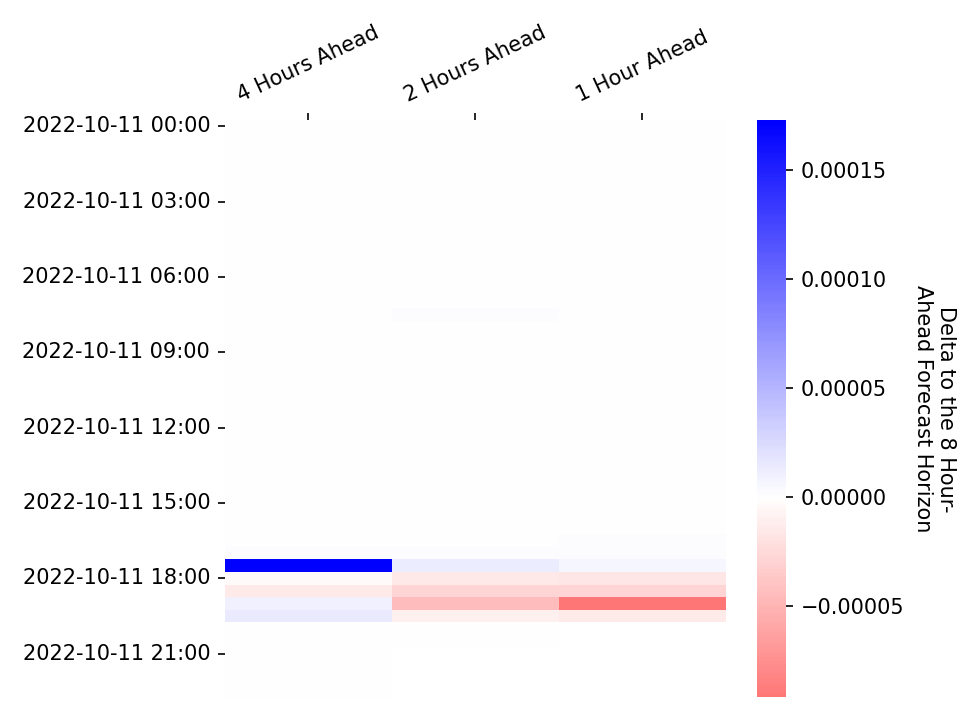 4 Hours Ahead
2 Hours Ahead
1 Hour Ahead
2022-10-11 00:00
2022-10-11 03:00
2022-10-11 06:00
2022-10-11 09:00
2022-10-11 12:00
2022-10-11 15:00
2022-10-11 18:00
2022-10-11 21:00
0.00015
0.00010
0.00005
0.00000
−0.00005
Delta to the 8 Hour-
Ahead Forecast Horizon